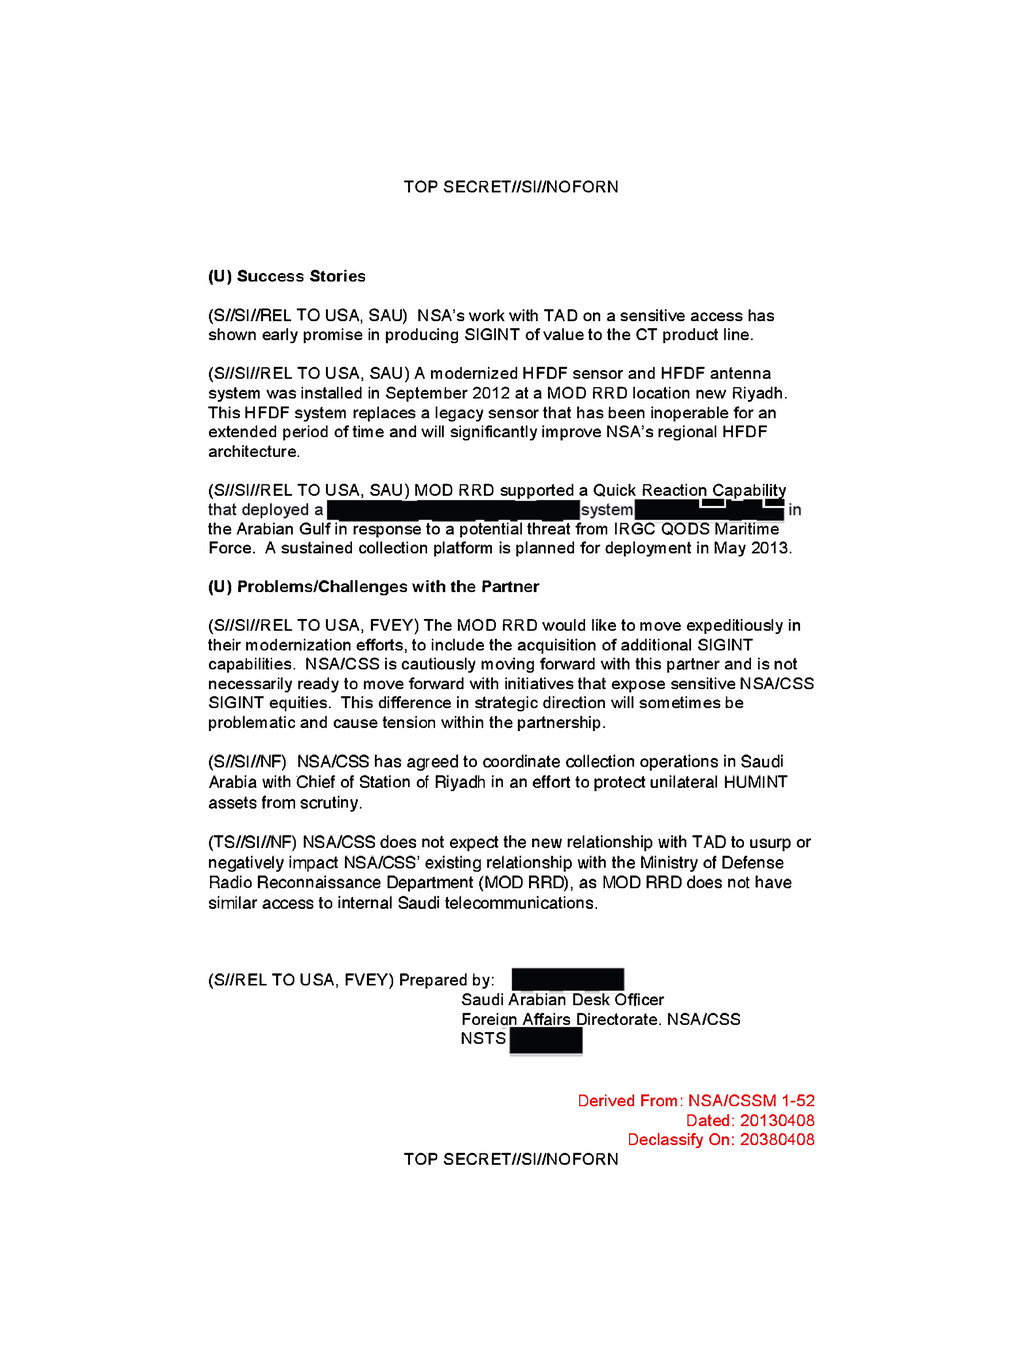 TOP SECRET//SI//NOFORN
(U) Success Stories
(S//SI//REL TO USA, SAU) NSA's work with TAD on a sensitive access has
shown early promise in producing SIGINT of value to the CT product line.
(S//SI//REL TO USA, SAU) A modernized HFDF sensor and HFDF antenna
system was installed in September 2012 at a MOD RRD location new Riyadh.
This HFDF system replaces a legacy sensor that has been inoperable for an
extended period of time and will significantly improve NSA's regional HFDF
architecture.
(S//SI//REL TO USA, SAU) MOD RRD supported a Quick Reaction Capability
that deployed a system in
the Arabian Gulf in response to a potential threat from IRGC QODS Maritime
Force. A sustained collection platform is planned for deployment in May 2013.
(U) Problems/Challenges with the Partner
(S//SI//REL TO USA, FVEY) The MOD RRD would like to move expeditiously in
their modernization efforts, to include the acquisition of additional SIGINT
capabilities. NSA/CSS is cautiously moving forward with this partner and is not
necessarily ready to move forward with initiatives that expose sensitive NSA/CSS
SIGINT equities. This difference in strategic direction will sometimes be
problematic and cause tension within the partnership.
(S//SI//NF) NSA/CSS has agreed to coordinate collection operations in Saudi
Arabia with Chief of Station of Riyadh in an effort to protect unilateral HUMINT
assets from scrutiny.
(TS//SI//NF) NSA/CSS does not expect the new relationship with TAD to usurp or
negatively impact NSA/CSS' existing relationship with the Ministry of Defense
Radio Reconnaissance Department (MOD RRD), as MOD RRD does not have
similar access to internal Saudi telecommunications.
(S//REL TO USA, FVEY) Prepared by:
Saudi Arabian Desk Officer
Foreign Affairs Directorate, NSA/CSS
NSTS
Derived From: NSA/CSSM 1-52
Dated: 20130408
Declassify On: 20380408
TOP SECRET//SI//NOFORN